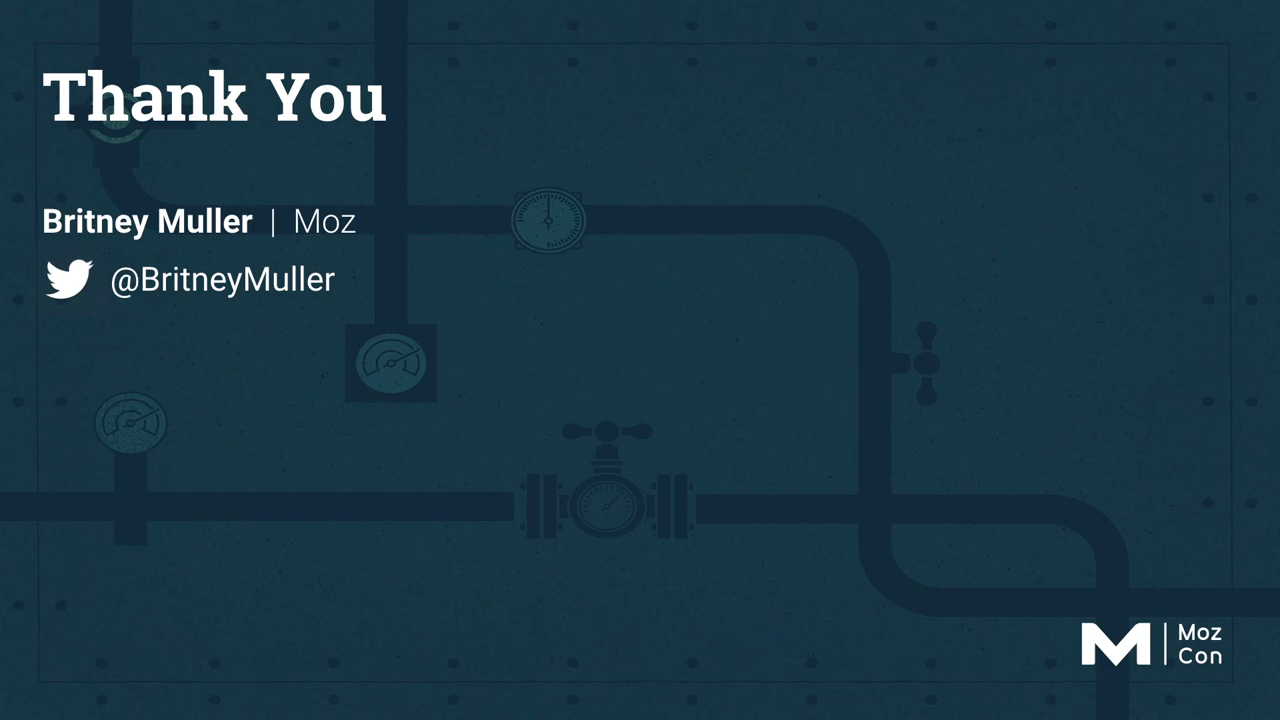 Thank You
Britney Muller | Moz
@BritneyMuller
Moz
Con